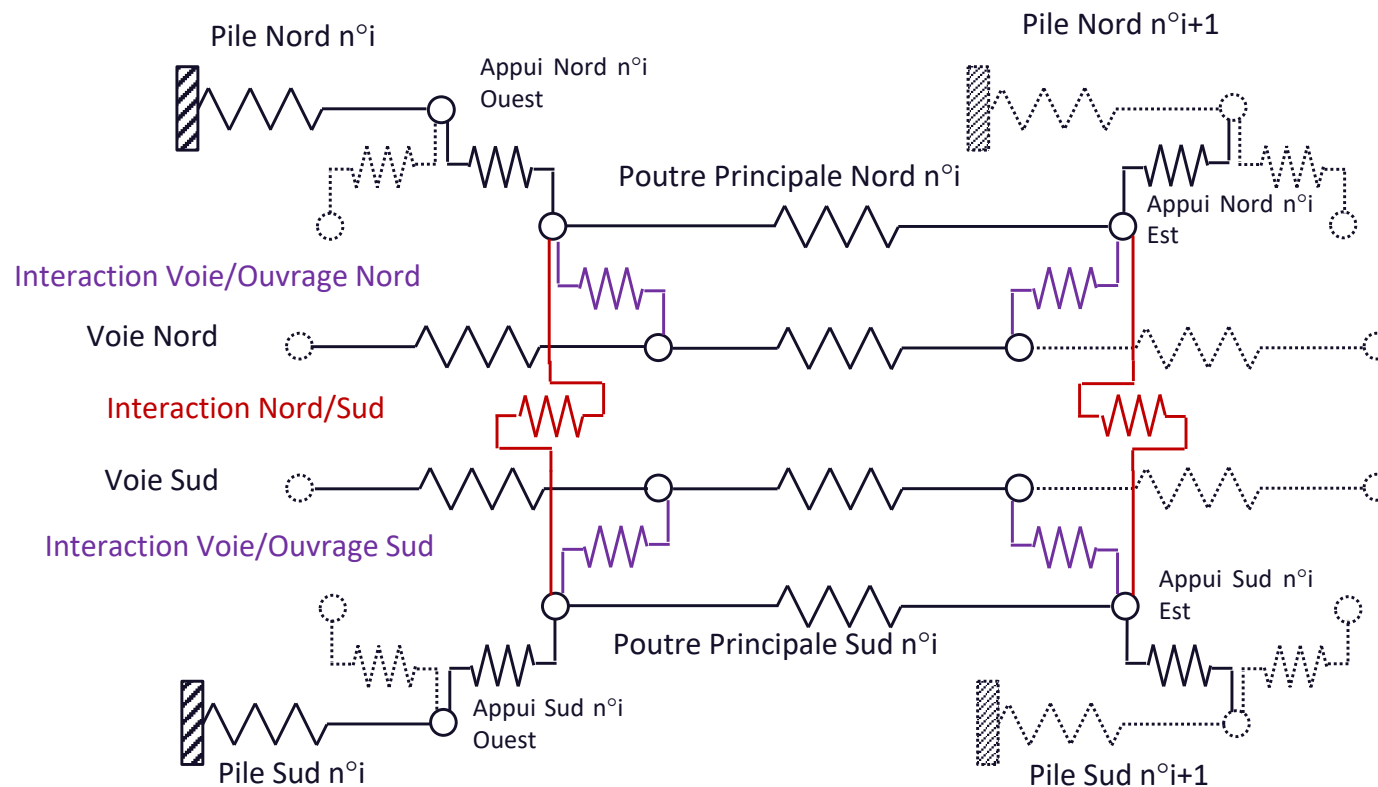 Pile Nord n°i
Pile Nord n°i+1
Appui Nord n°i
Ouest
Poutre Principale Nord n°i
Appui Nord n°i
Est
Interaction Voie/Ouvrage Nord
Voie Nord
Interaction Nord/Sud
Voie Sud
Interaction Voie/Ouvrage Sud
Appui Sud n°i
Est
Poutre Principale Sud n°i
Appui Sud n°i
Ouest
Pile Sud n°i
Pile Sud n°i+1